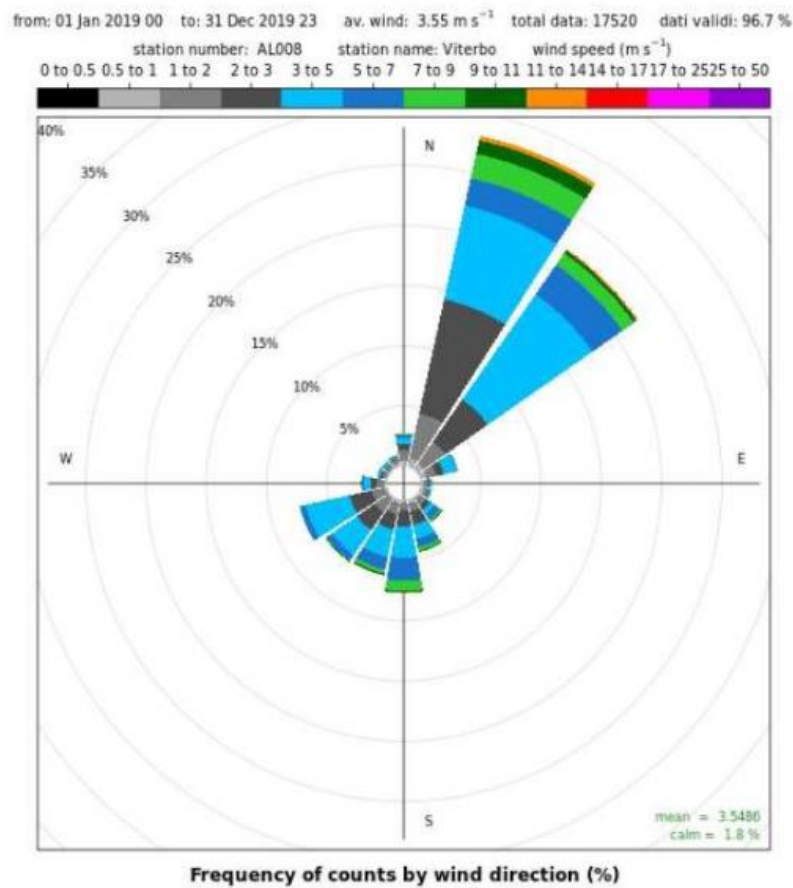 from: 01 Jan 2019 00 to: 31 Dec 2019 23 av. wind: 3.55 m s⁻¹ total data: 17520 dati validi: 96.7 %
station number: AL008 station name: Viterbo wind speed (m s⁻¹)
0 to 0.5 0.5 to 1 1 to 2 2 to 3 3 to 5 5 to 7 7 to 9 9 to 11 11 to 14 14 to 17 17 to 25 25 to 50
40%
N
35%
30%
25%
20%
15%
10%
5%
W
E
S
mean = 3.5486
calm = 1.8 %
Frequency of counts by wind direction (%)